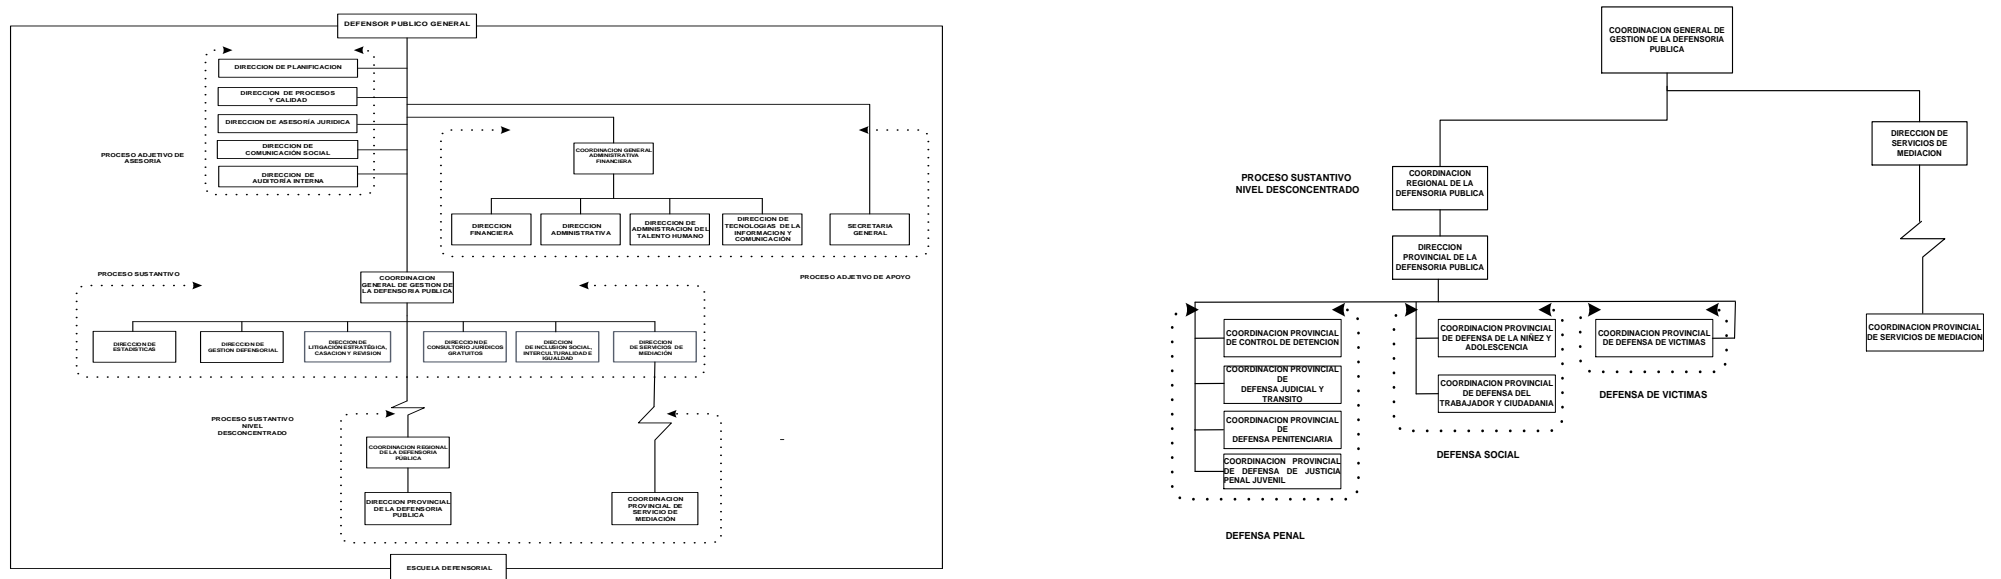 DEFENSOR PUBLICO GENERAL
DIRECCION DE PLANIFICACION
DIRECCION DE PROCESOS
Y CALIDAD
DIRECCION DE ASESORÍA JURIDICA
DIRECCION DE
COMUNICACIÓN SOCIAL
DIRECCION DE
AUDITORÍA INTERNA
PROCESO ADJETIVO DE
ASESORIA
COORDINACION GENERAL
ADMINISTRATIVA
FINANCIERA
DIRECCION
FINANCIERA
DIRECCION
ADMINISTRATIVA
DIRECCION DE
ADMINISTRACION DEL
TALENTO HUMANO
DIRECCION DE
TECNOLOGIAS DE LA
INFORMACION Y
COMUNICACIÓN
SECRETARIA
GENERAL
PROCESO ADJETIVO DE APOYO
PROCESO SUSTANTIVO
COORDINACION
GENERAL DE GESTION DE
LA DEFENSORIA PUBLICA
DIRECCION DE
ESTADISTICAS
DIRECCION DE
GESTION DEFENSORIAL
DIECCION DE
LITIGACIÓN ESTRATÉGICA,
CASACION Y REVISION
DIRECCION DE
CONSULTORIO JURIDICOS
GRATUITOS
DIECCION
DE INCLUSION SOCIAL,
INTERCULTURALIDAD E
IGUALDAD
DIRECCION
DE SERVICIOS DE
MEDIACIÓN
PROCESO SUSTANTIVO
NIVEL
DESCONCENTRADO
COORDINACION REGIONAL
DE LA DEFENSORIA
PÚBLICA
DIRECCION PROVINCIAL
DE LA DEFENSORIA
PUBLICA
COORDINACION
PROVINCIAL DE
SERVICIO DE
MEDIACIÓN
ESCUELA DEFENSORIAL
COORDINACION GENERAL DE
GESTION DE LA DEFENSORIA
PUBLICA
DIRECCION DE
SERVICIOS DE
MEDIACION
PROCESO SUSTANTIVO
NIVEL DESCONCENTRADO
COORDINACION
REGIONAL DE LA
DEFENSORIA PUBLICA
DIRECCION
PROVINCIAL DE LA
DEFENSORIA PUBLICA
COORDINACION PROVINCIAL
DE CONTROL DE DETENCION
COORDINACION PROVINCIAL
DE
DEFENSA JUDICIAL Y
TRANSITO
COORDINACION PROVINCIAL
DE
DEFENSA PENITENCIARIA
COORDINACION PROVINCIAL
DE DEFENSA DE JUSTICIA
PENAL JUVENIL
DEFENSA PENAL
COORDINACION PROVINCIAL
DE DEFENSA DE LA NIÑEZ Y
ADOLESCENCIA
COORDINACION PROVINCIAL
DE DEFENSA DEL
TRABAJADOR Y CIUDADANIA
DEFENSA SOCIAL
COORDINACION PROVINCIAL
DE DEFENSA DE VICTIMAS
DEFENSA DE VICTIMAS
COORDINACION PROVINCIAL
DE SERVICIOS DE MEDIACION